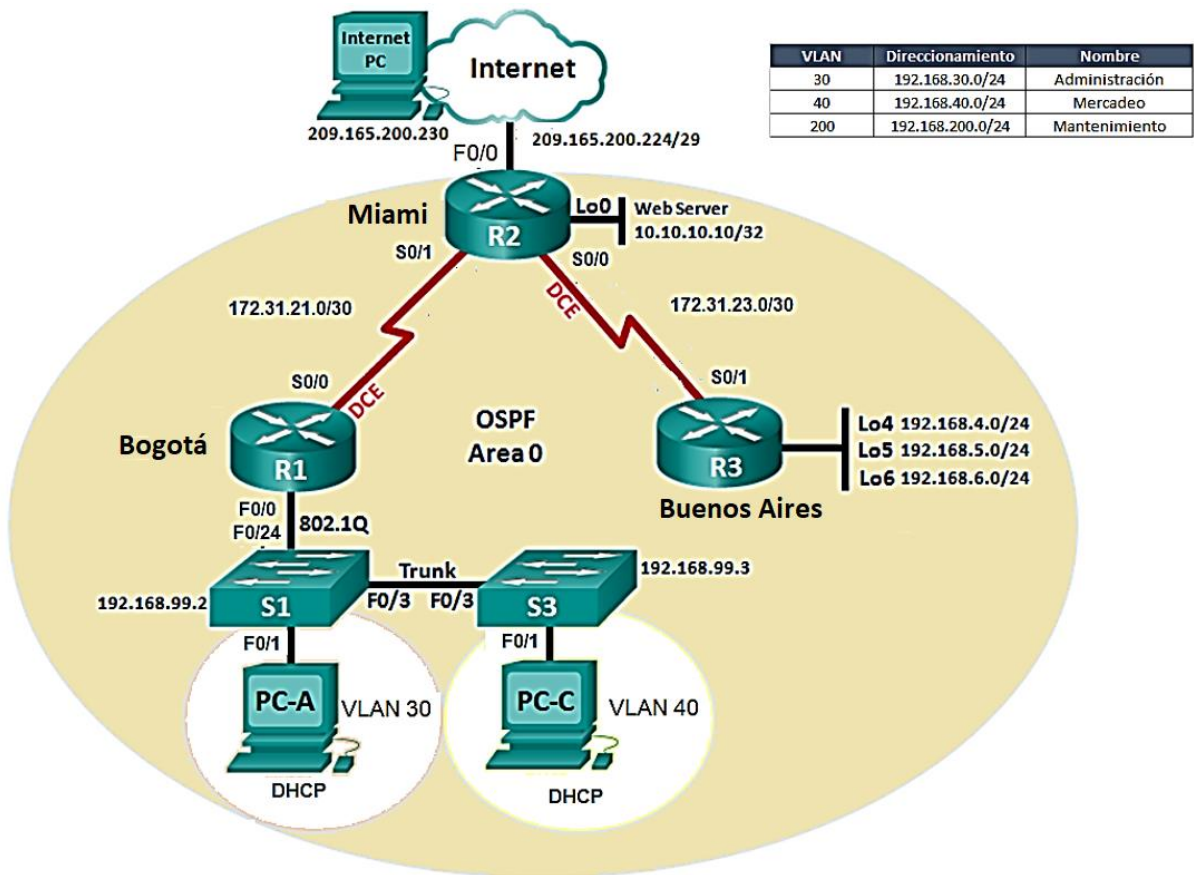 Internet
PC
Internet
209.165.200.230
209.165.200.224/29
F0/0
VLAN Direccionamiento Nombre
30 192.168.30.0/24 Administración
40 192.168.40.0/24 Mercadeo
200 192.168.200.0/24 Mantenimiento
Miami
R2
Lo0
Web Server
10.10.10.10/32
S0/1
S0/0
DCE
172.31.21.0/30
172.31.23.0/30
S0/0
DCE
S0/1
Bogotá
R1
OSPF
Area 0
R3
Buenos Aires
Lo4 192.168.4.0/24
Lo5 192.168.5.0/24
Lo6 192.168.6.0/24
F0/0
F0/24
802.1Q
192.168.99.2
S1
Trunk
F0/3 F0/3
S3
192.168.99.3
F0/1
F0/1
PC-A
VLAN 30
DHCP
PC-C
VLAN 40
DHCP